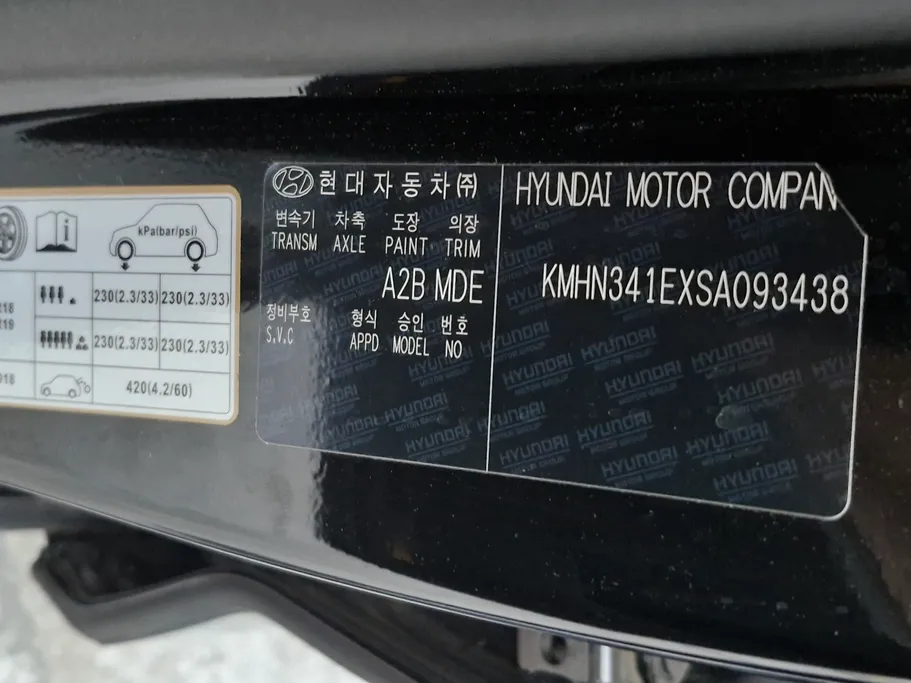 kPa(bar/psi)
230(2.3/33) 230(2.3/33)
230(2.3/33) 230(2.3/33)
420(4.2/60)
현대자동차(주)
변속기 차축 도장 의장
TRANSM AXLE PAINT TRIM
A2B MDE
정비부호
S.V.C
형식 승인 번호
APPD MODEL NO
HYUNDAI MOTOR COMPAN
KMHN341EXSA093438
HYUNDAI
MOTOR GROUP